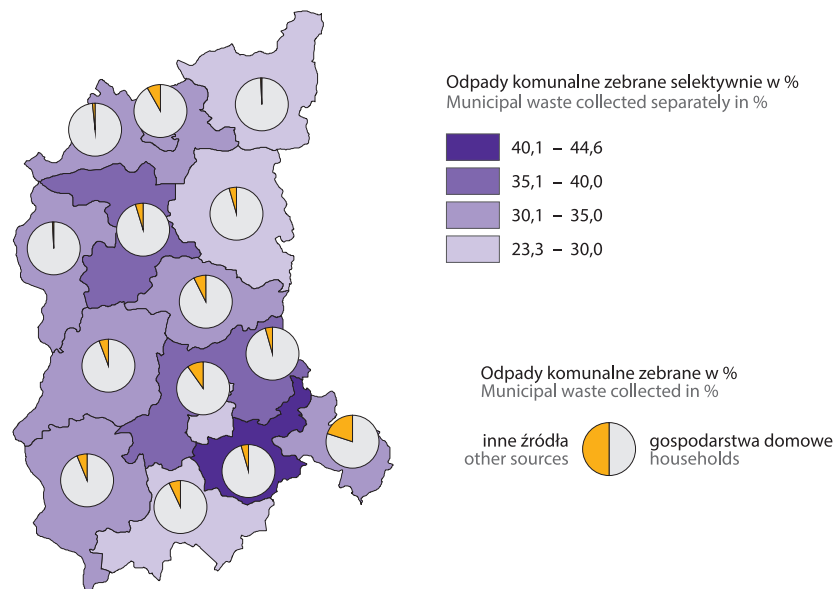 Odpady komunalne zebrane selektywnie w %
Municipal waste collected separately in %
40,1 – 44,6
35,1 – 40,0
30,1 – 35,0
23,3 – 30,0
Odpady komunalne zebrane w %
Municipal waste collected in %
inne źródła
other sources
gospodarstwa domowe
households